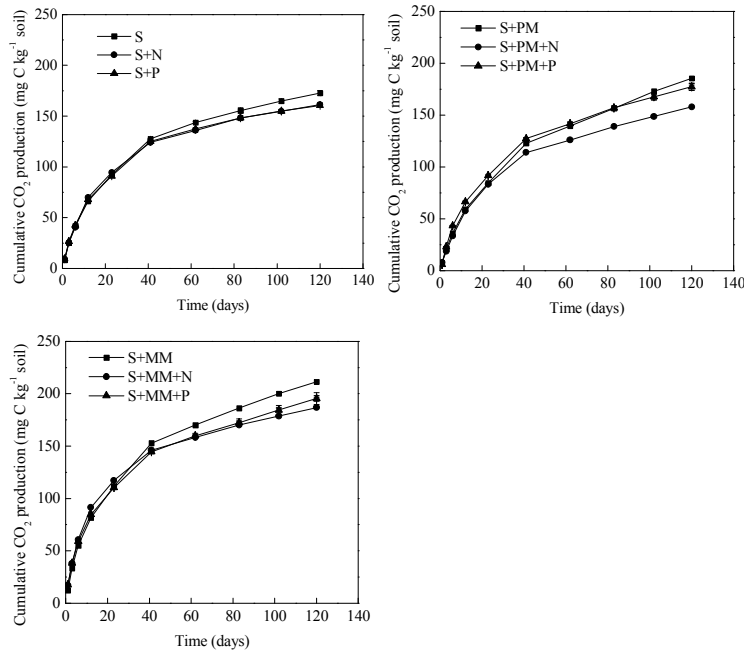 Cumulative CO₂ production (mg C kg⁻¹ soil)
250
200
150
100
50
0
S
S+N
S+P
0 20 40 60 80 100 120 140
Time (days)
Cumulative CO₂ production (mg C kg⁻¹ soil)
250
200
150
100
50
0
S+PM
S+PM+N
S+PM+P
0 20 40 60 80 100 120 140
Time (days)
Cumulative CO₂ production (mg C kg⁻¹ soil)
250
200
150
100
50
0
S+MM
S+MM+N
S+MM+P
0 20 40 60 80 100 120 140
Time (days)